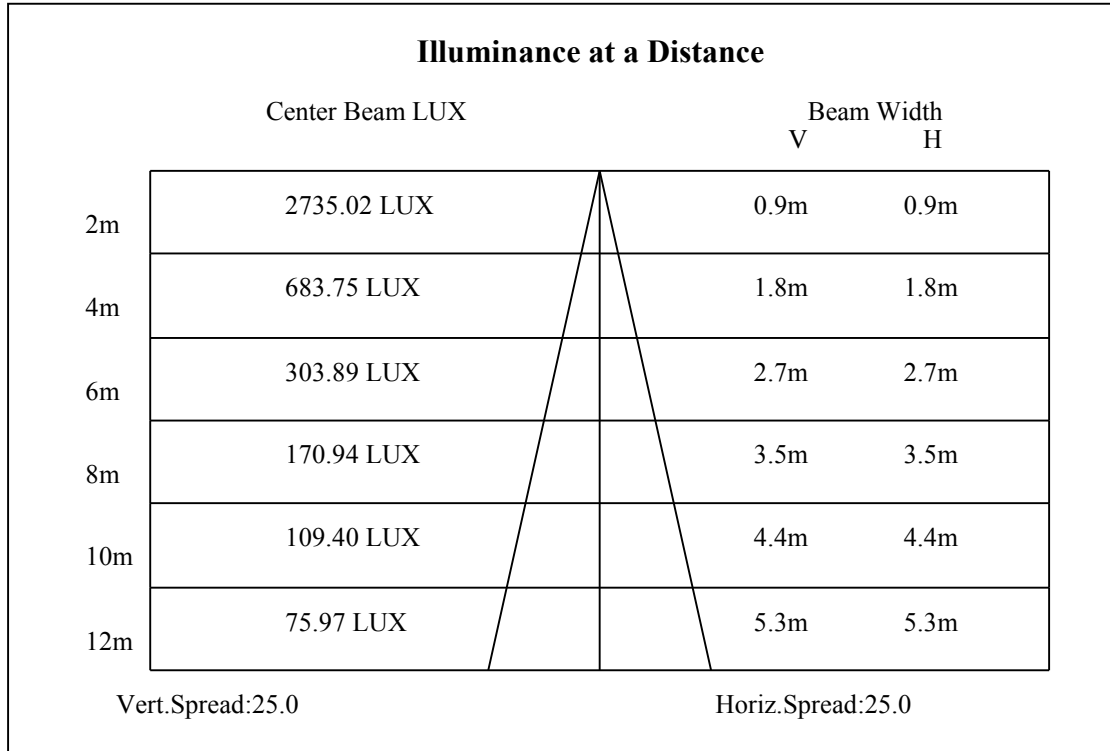 Illuminance at a Distance
Center Beam LUX Beam Width
V H
2m 2735.02 LUX 0.9m 0.9m
4m 683.75 LUX 1.8m 1.8m
6m 303.89 LUX 2.7m 2.7m
8m 170.94 LUX 3.5m 3.5m
10m 109.40 LUX 4.4m 4.4m
12m 75.97 LUX 5.3m 5.3m
Vert.Spread:25.0 Horiz.Spread:25.0